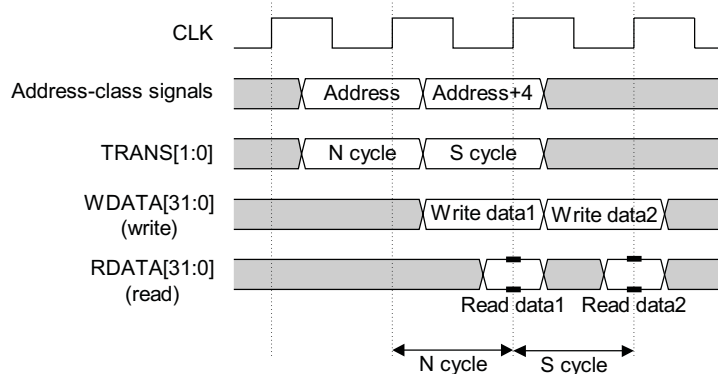 CLK
Address-class signals
Address
Address+4
TRANS[1:0]
N cycle
S cycle
WDATA[31:0]
(write)
Write data1
Write data2
RDATA[31:0]
(read)
Read data1
Read data2
N cycle
S cycle